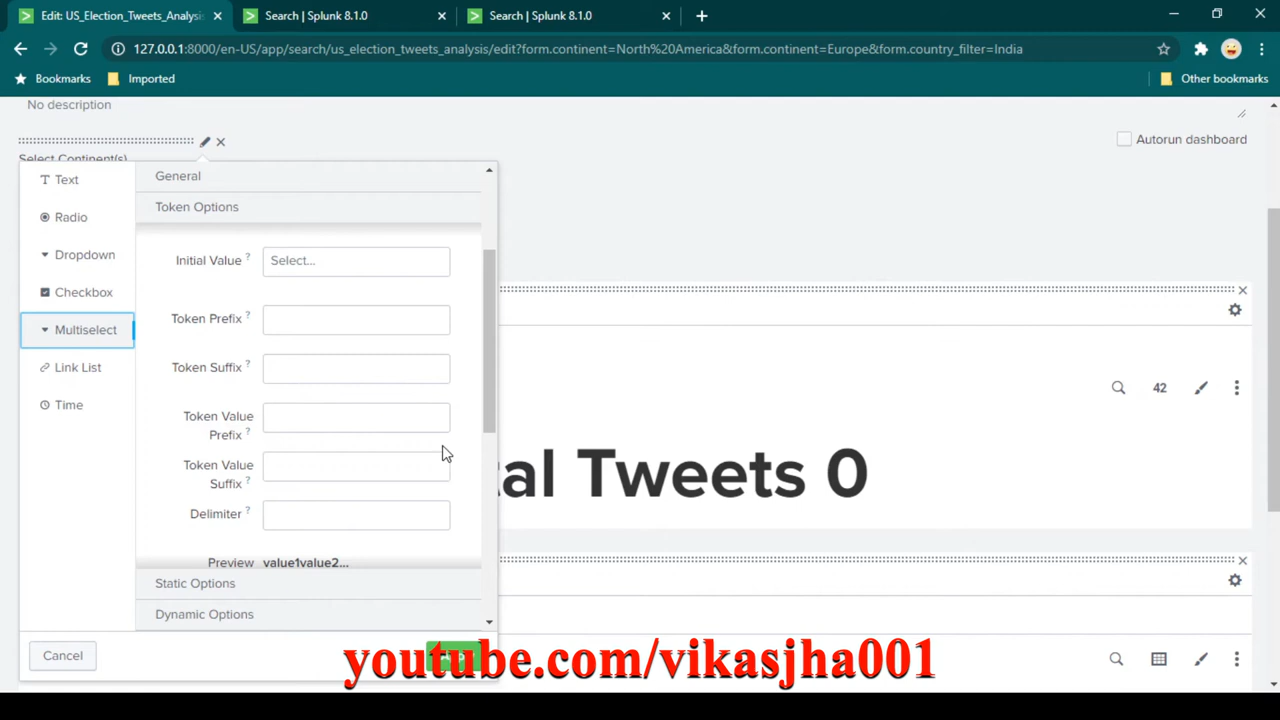 Edit: US_Election_Tweets_Analysis
Search | Splunk 8.1.0
Search | Splunk 8.1.0
127.0.0.1:8000/en-US/app/search/us_election_tweets_analysis/edit?form.continent=North%20America&form.continent=Europe&form.country_filter=India
Bookmarks
Imported
Other bookmarks
No description
Autorun dashboard
Select Continent(s)
Text
Radio
Dropdown
Checkbox
Multiselect
Link List
Time
General
Token Options
Initial Value ?
Select...
Token Prefix ?
Token Suffix ?
Token Value
Prefix ?
Token Value
Suffix ?
Delimiter ?
Preview value1value2...
Static Options
Dynamic Options
Cancel
42
tal Tweets 0
youtube.com/vikasjha001